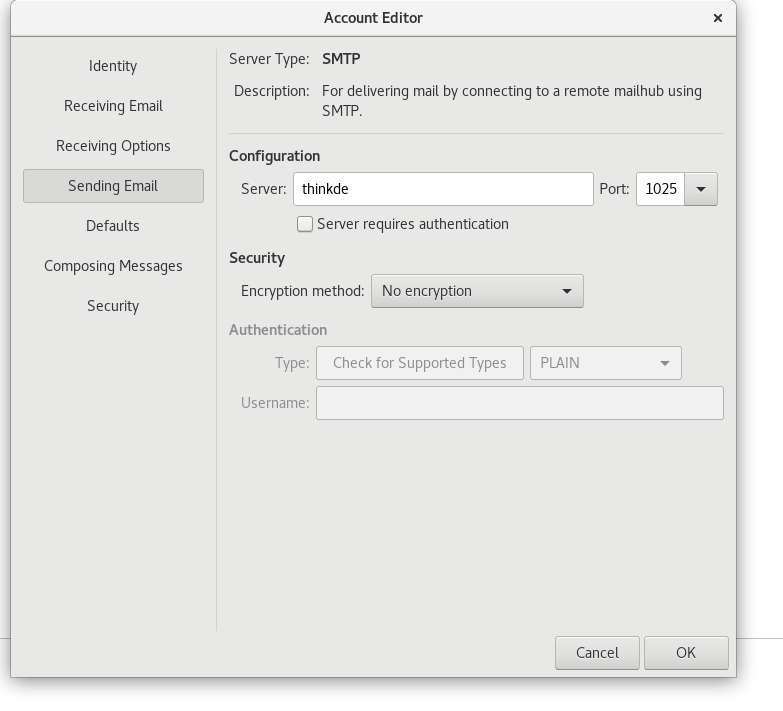 Account Editor
Identity
Receiving Email
Receiving Options
Sending Email
Defaults
Composing Messages
Security
Server Type: SMTP
Description: For delivering mail by connecting to a remote mailhub using
SMTP.
Configuration
Server: thinkde Port: 1025
Server requires authentication
Security
Encryption method: No encryption
Authentication
Type: Check for Supported Types PLAIN
Username:
Cancel OK